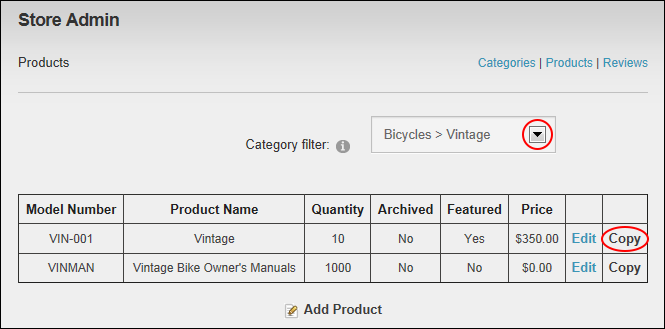 Store Admin
Products
Categories | Products | Reviews
Category filter:
Bicycles > Vintage
Model Number Product Name Quantity Archived Featured Price
VIN-001 Vintage 10 No Yes $350.00 Edit Copy
VINMAN Vintage Bike Owner's Manuals 1000 No No $0.00 Edit Copy
Add Product